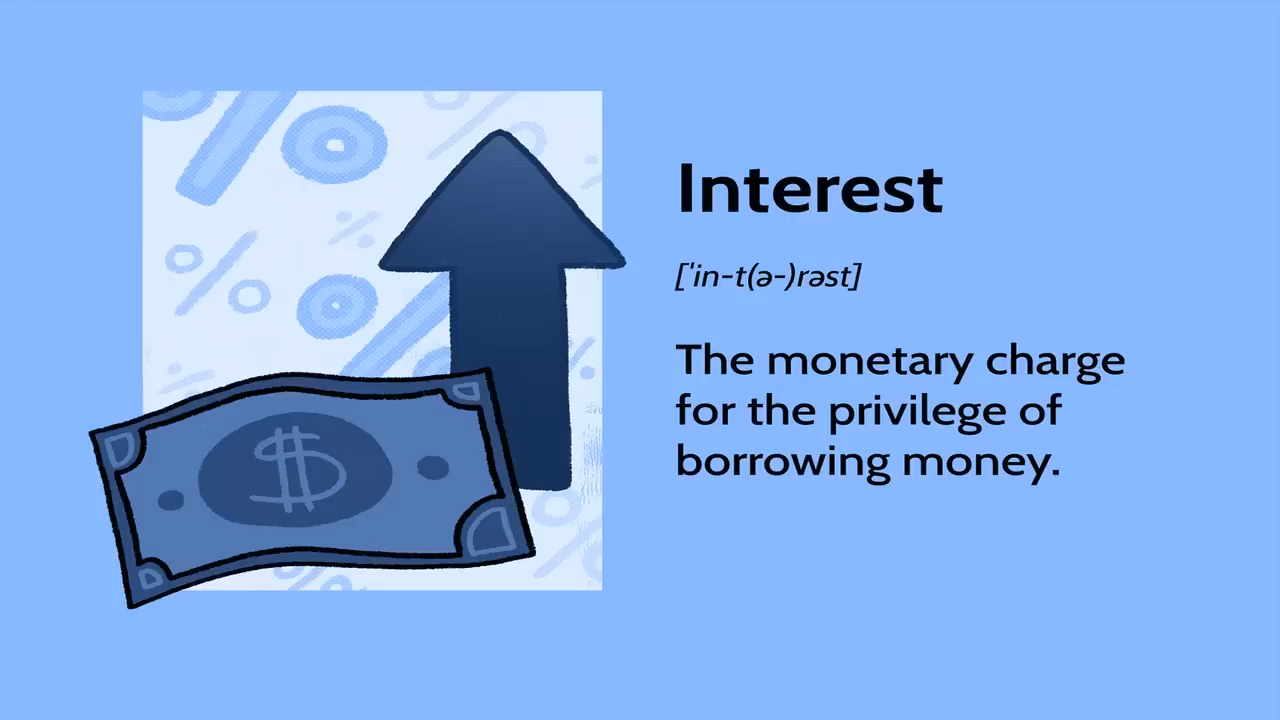 Interest
[ˈin-t(ə-)rəst]
The monetary charge
for the privilege of
borrowing money.
$